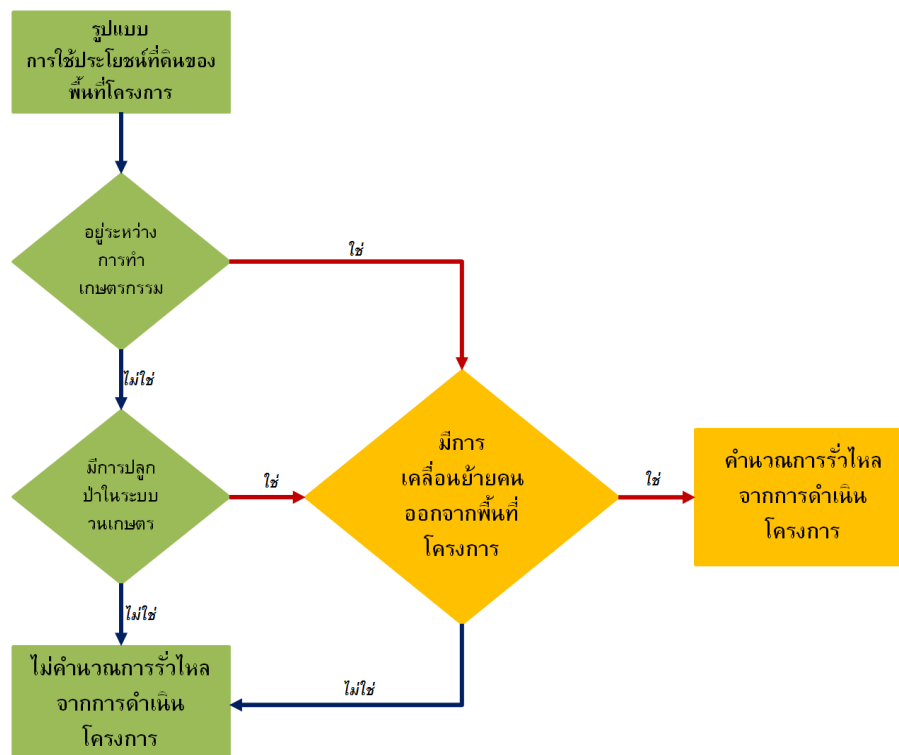 รูปแบบ
การใช้ประโยชน์ที่ดินของ
พื้นที่โครงการ
อยู่ระหว่าง
การทำ
เกษตรกรรม
ใช่
ไม่ใช่
มีการปลูก
ป่าในระบบ
วนเกษตร
ใช่
มีการ
เคลื่อนย้ายคน
ออกจากพื้นที่
โครงการ
ใช่
คำนวณการรั่วไหล
จากการดำเนิน
โครงการ
ไม่ใช่
ไม่คำนวณการรั่วไหล
จากการดำเนิน
โครงการ
ไม่ใช่